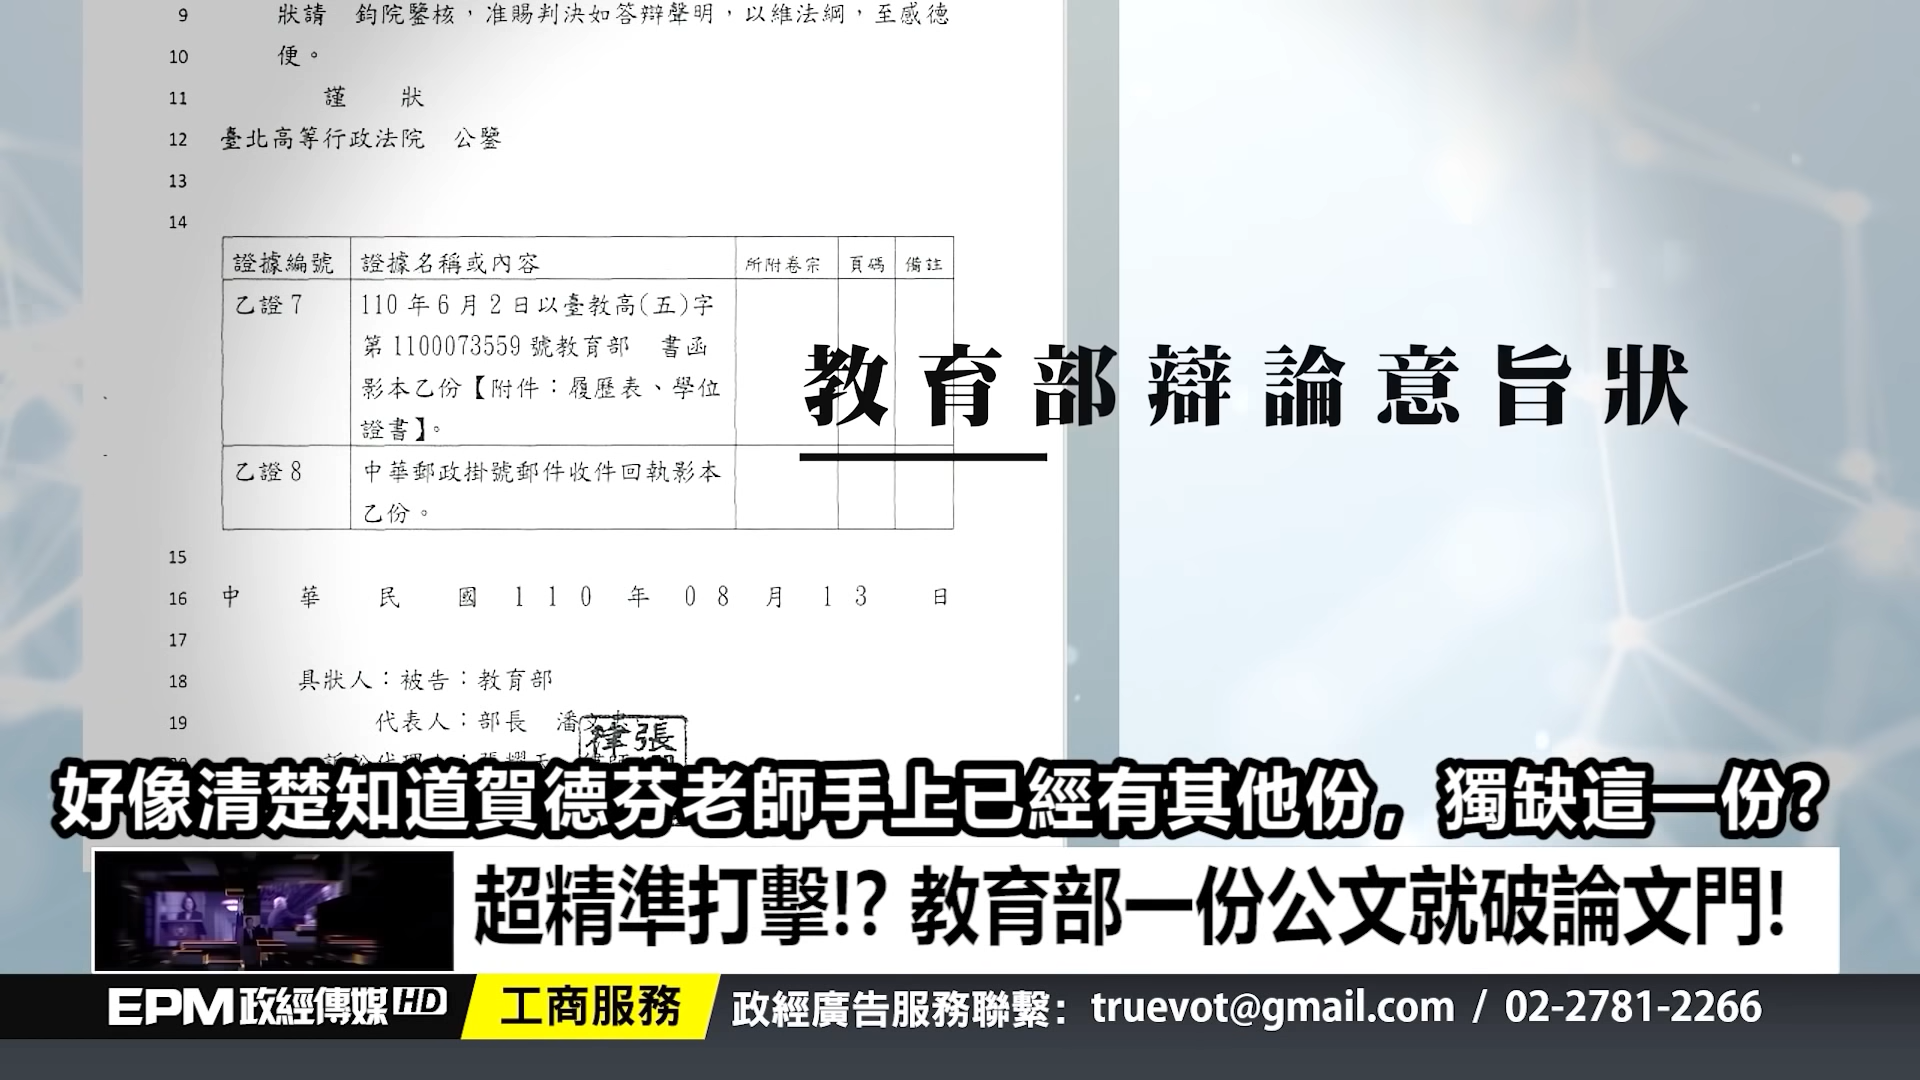 9 狀請 鈞院鑒核，准賜判決如答辯聲明，以維法綱，至感德
10 便。
11 謹 狀
12 臺北高等行政法院 公鑒
13
14
證據編號 證據名稱或內容 所附卷宗 頁碼 備註
乙證7 110年6月2日以臺教高(五)字
第1100073559號教育部 書函
影本乙份【附件：履歷表、學位
證書】。
乙證8 中華郵政掛號郵件收件回執影本
乙份。
教育部辯論意旨狀
15
16 中 華 民 國 110 年 08 月 13 日
17
18 具狀人：被告：教育部
19 代表人：部長 潘文忠
張
律
好像清楚知道賀德芬老師手上已經有其他份，獨缺這一份？
超精準打擊!? 教育部一份公文就破論文門!
EPM政經傳媒HD 工商服務 政經廣告服務聯繫：truevot@gmail.com / 02-2781-2266